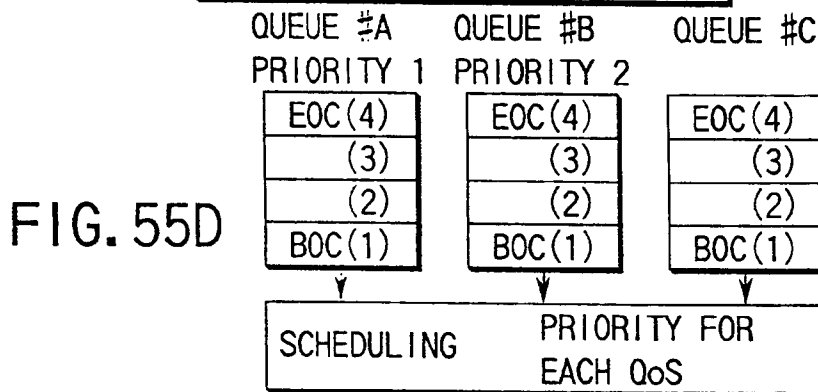 QUEUE #A QUEUE #B QUEUE #C
PRIORITY 1 PRIORITY 2
EOC(4) EOC(4) EOC(4)
(3) (3) (3)
(2) (2) (2)
BOC(1) BOC(1) BOC(1)
FIG. 55D
SCHEDULING PRIORITY FOR
EACH QoS